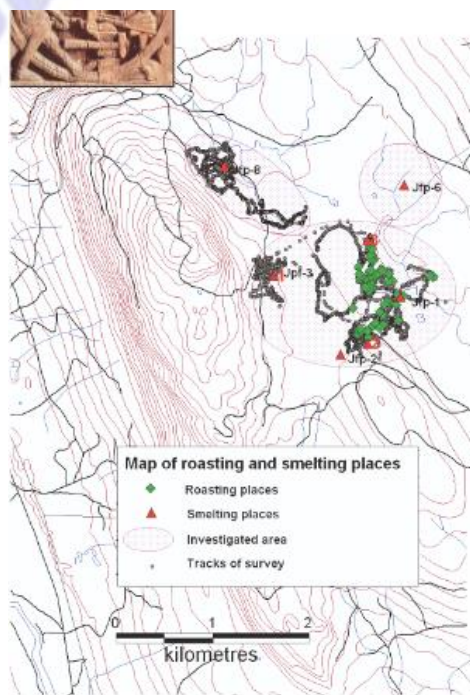 Jfp-8
Jfp-6
Jpf-3
Jfp-1
Jfp-2
Map of roasting and smelting places
Roasting places
Smelting places
Investigated area
Tracks of survey
0 1 2
kilometres